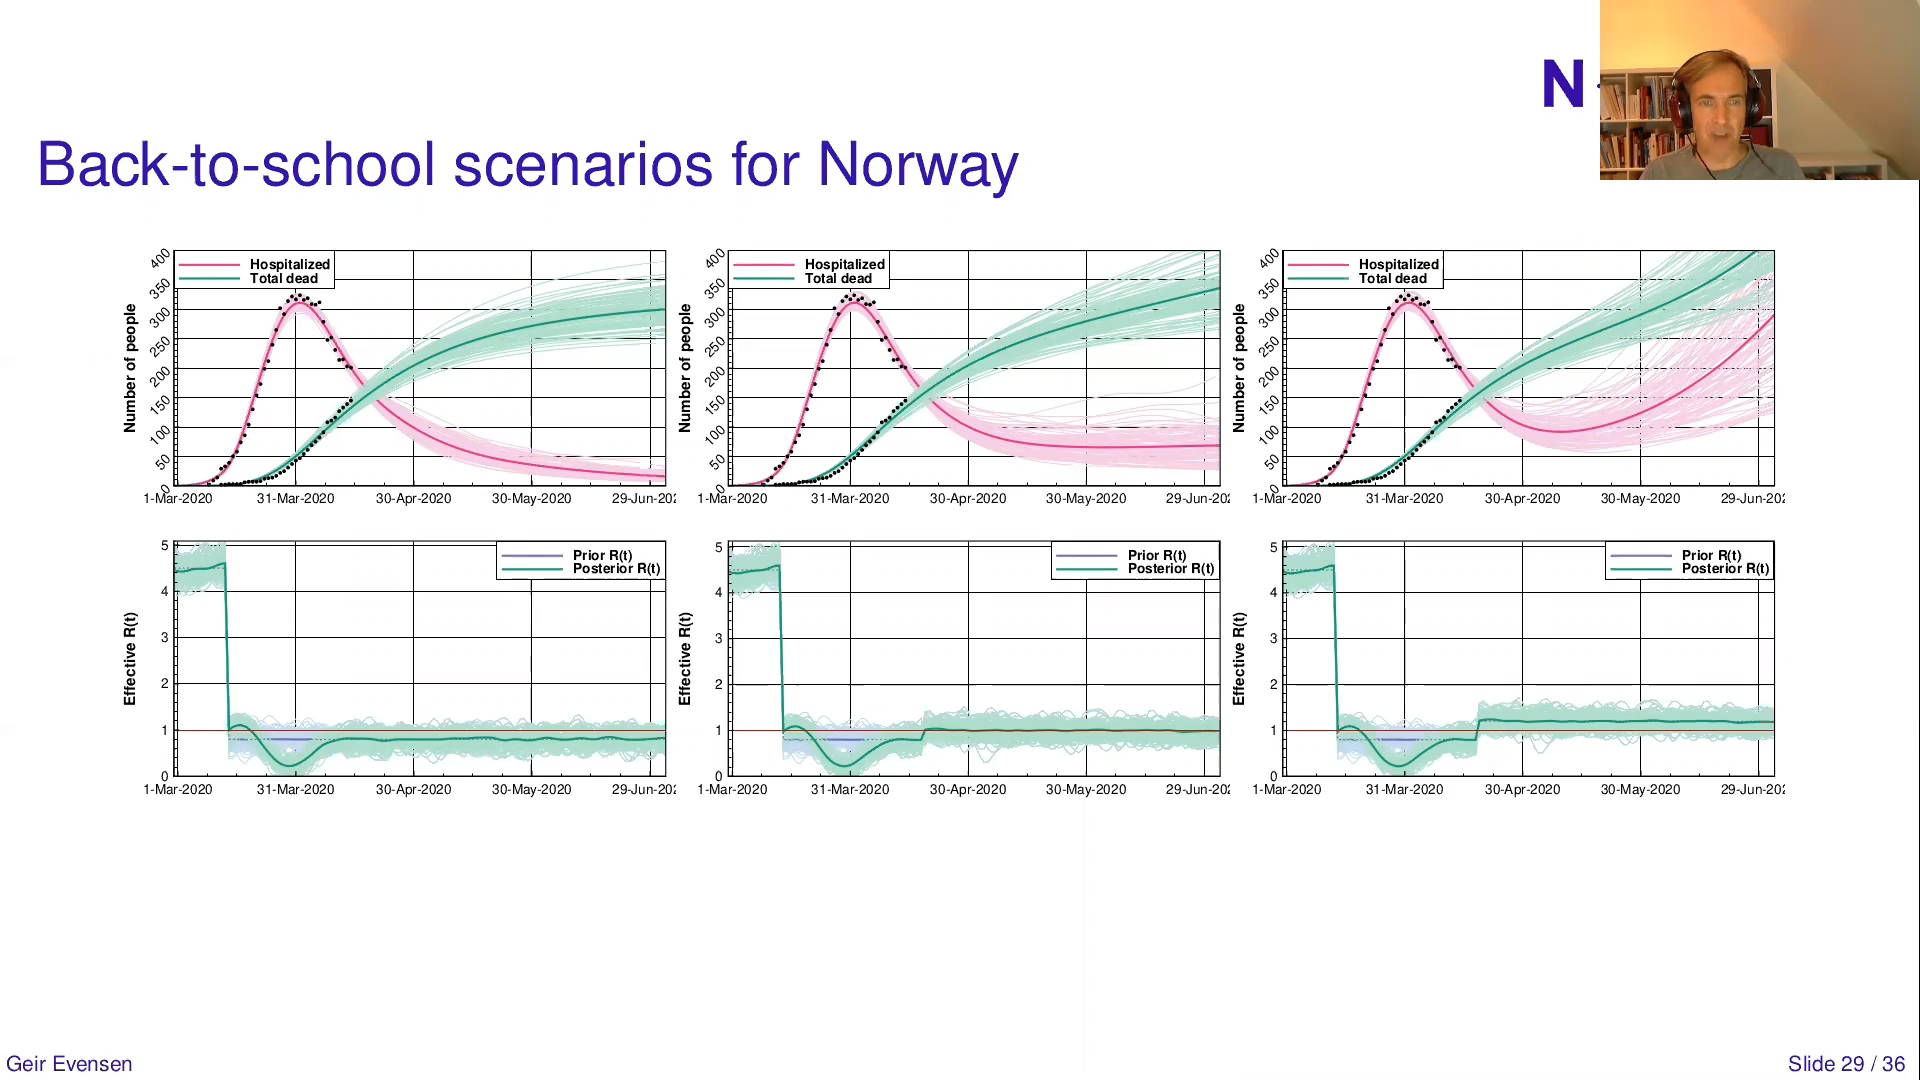 N
Back-to-school scenarios for Norway
400
350
300
250
200
150
100
50
0
Number of people
Hospitalized
Total dead
1-Mar-2020 31-Mar-2020 30-Apr-2020 30-May-2020 29-Jun-202
400
350
300
250
200
150
100
50
0
Number of people
Hospitalized
Total dead
1-Mar-2020 31-Mar-2020 30-Apr-2020 30-May-2020 29-Jun-202
400
350
300
250
200
150
100
50
0
Number of people
Hospitalized
Total dead
1-Mar-2020 31-Mar-2020 30-Apr-2020 30-May-2020 29-Jun-202
5
4
3
2
1
0
Effective R(t)
Prior R(t)
Posterior R(t)
1-Mar-2020 31-Mar-2020 30-Apr-2020 30-May-2020 29-Jun-202
5
4
3
2
1
0
Effective R(t)
Prior R(t)
Posterior R(t)
1-Mar-2020 31-Mar-2020 30-Apr-2020 30-May-2020 29-Jun-202
5
4
3
2
1
0
Effective R(t)
Prior R(t)
Posterior R(t)
1-Mar-2020 31-Mar-2020 30-Apr-2020 30-May-2020 29-Jun-202
Geir Evensen
Slide 29 / 36